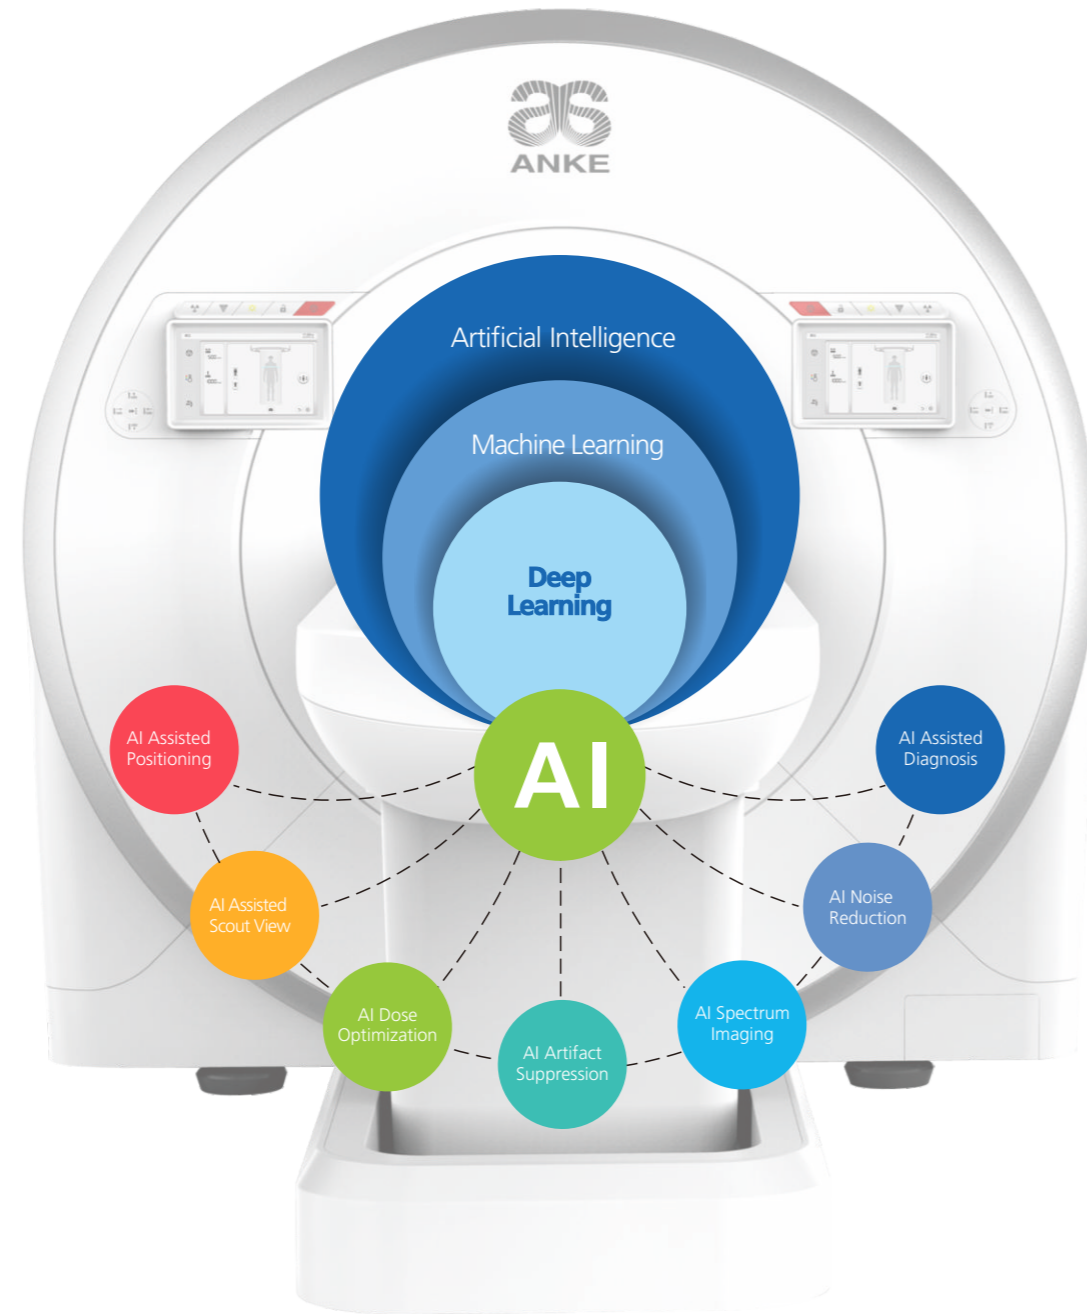 ANKE
Artificial Intelligence
Machine Learning
Deep
Learning
AI
AI Assisted
Positioning
AI Assisted
Scout View
AI Dose
Optimization
AI Artifact
Suppression
AI Spectrum
Imaging
AI Noise
Reduction
AI Assisted
Diagnosis